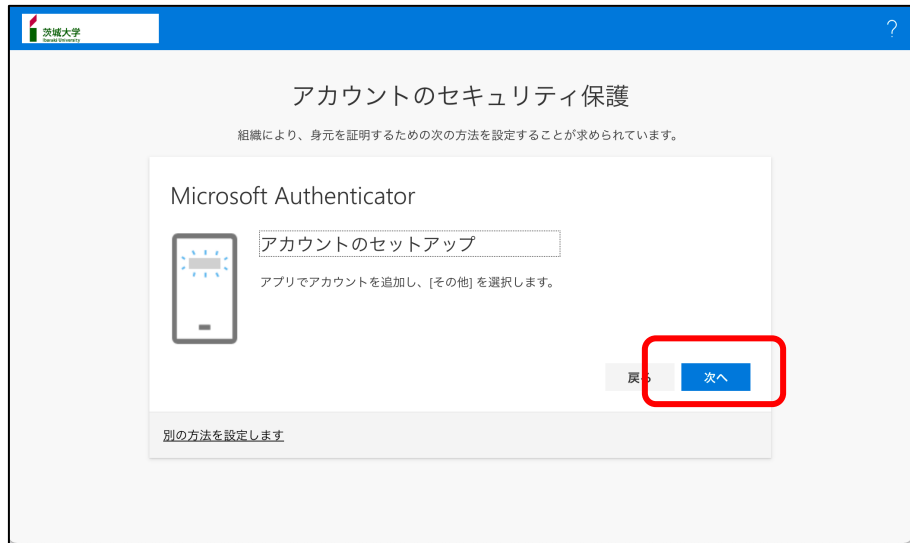 茨城大学
Ibaraki University
?
アカウントのセキュリティ保護
組織により、身元を証明するための次の方法を設定することが求められています。
Microsoft Authenticator
アカウントのセットアップ
アプリでアカウントを追加し、[その他] を選択します。
戻る
次へ
別の方法を設定します